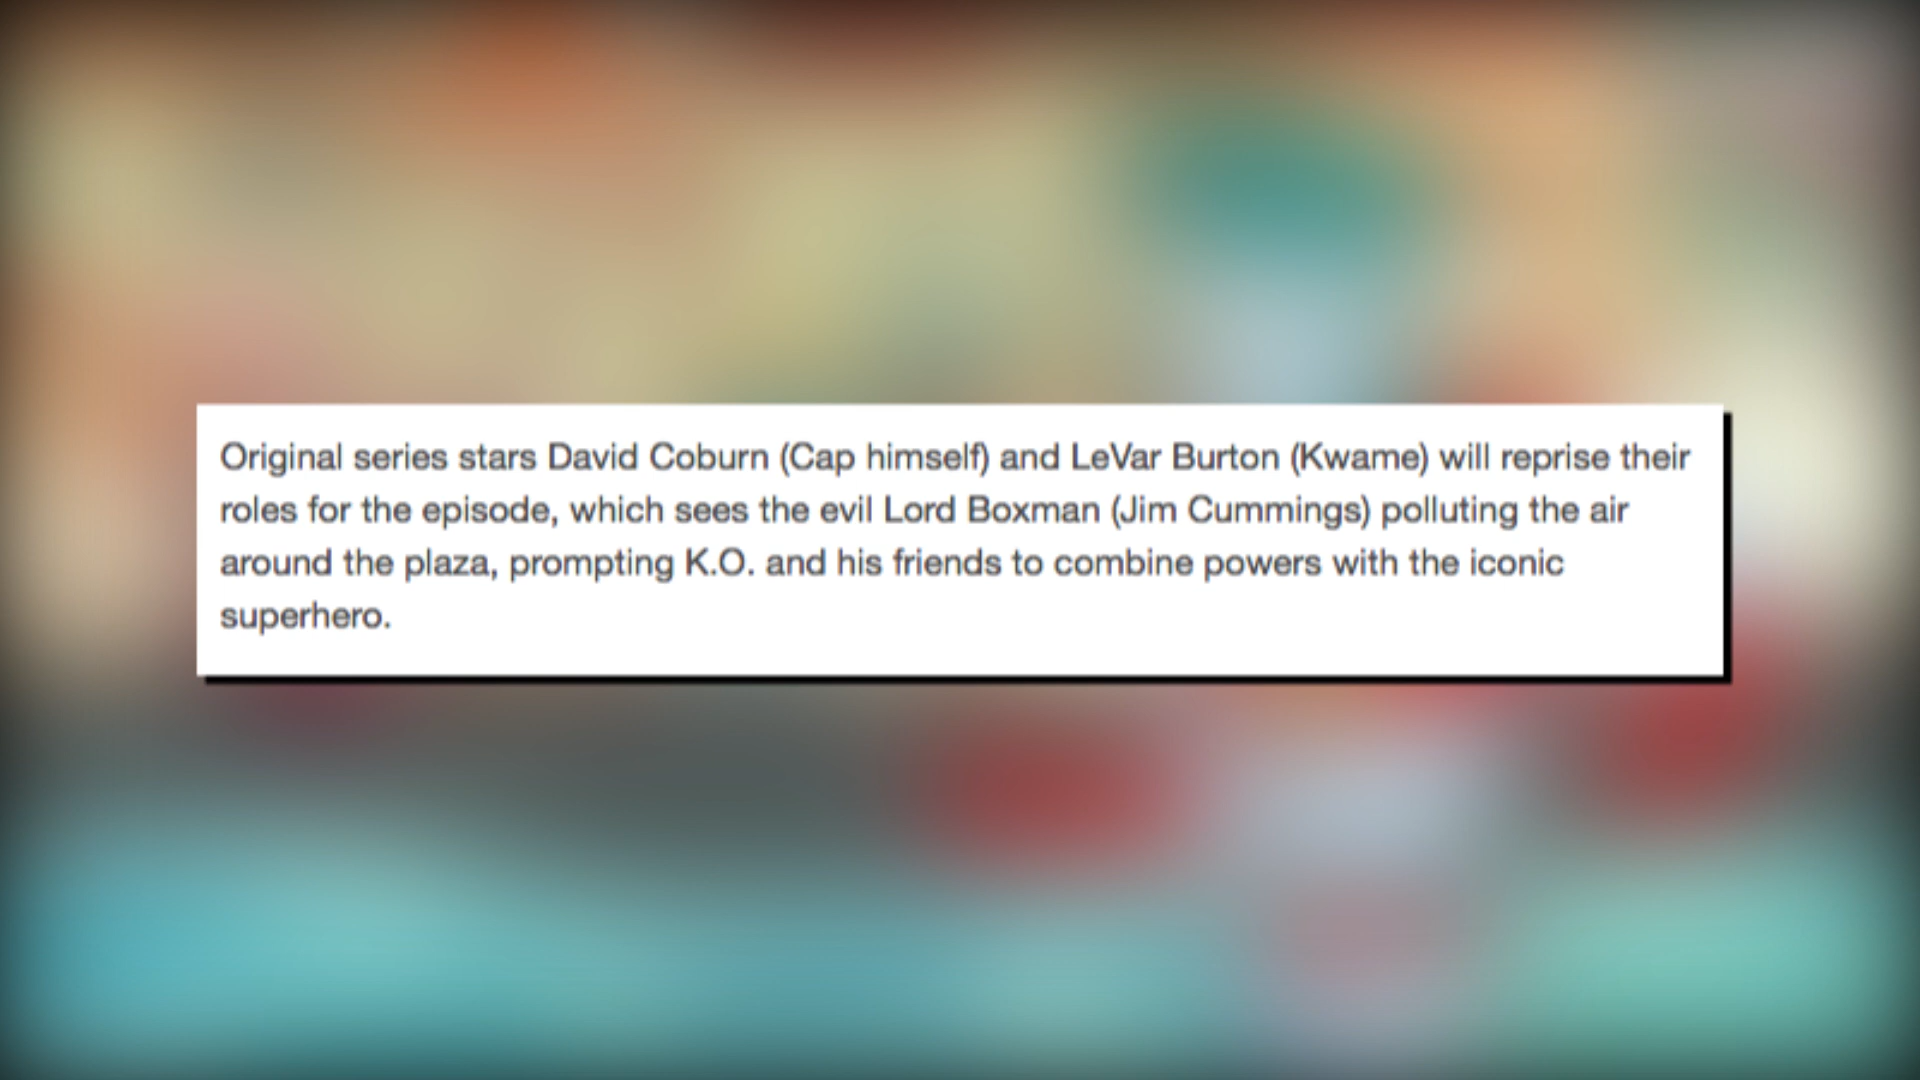 Original series stars David Coburn (Cap himself) and LeVar Burton (Kwame) will reprise their
roles for the episode, which sees the evil Lord Boxman (Jim Cummings) polluting the air
around the plaza, prompting K.O. and his friends to combine powers with the iconic
superhero.